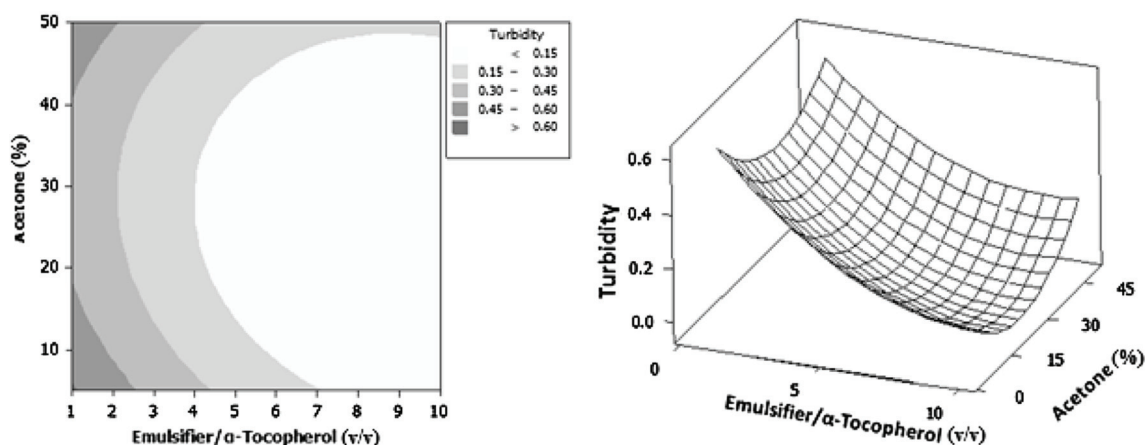 50
40
30
20
10
Acetone (%)
1 2 3 4 5 6 7 8 9 10
Emulsifier/α-Tocopherol (v/v)
Turbidity
< 0.15
0.15 – 0.30
0.30 – 0.45
0.45 – 0.60
> 0.60
0.6
0.4
0.2
0.0
Turbidity
0
5
10
Emulsifier/α-Tocopherol (v/v)
45
30
15
0
Acetone (%)